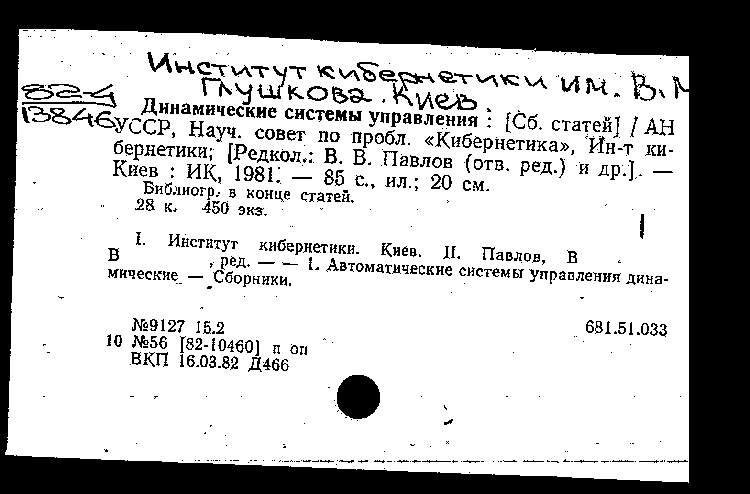 Институт кибернетики им. В. М
Глушкова. Киев.
82-4
13846
Динамические системы управления : [Сб. статей] / АН
УССР, Науч. совет по пробл. «Кибернетика», Ин-т ки-
бернетики; [Редкол.: В. В. Павлов (отв. ред.) и др.]. —
Киев : ИК, 1981. — 85 с., ил.; 20 см.
Библиогр. в конце статей.
28 к. 450 экз.
I. Институт кибернетики. Киев. II. Павлов, В
В , ред. — — 1. Автоматические системы управления дина-
мические — Сборники.
№9127 15.2 681.51.033
10 №56 [82-10460] п оп
ВКП 16.03.82 Д466